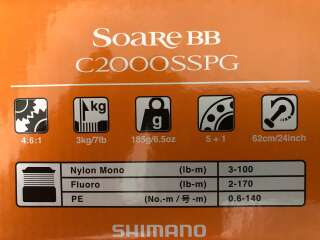 SOARE BB
C2000SSPG
kg
g
4.6:1
3kg/7lb
185g/6.5oz
5 + 1
62cm/24inch
Nylon Mono (lb-m) 3-100
Fluoro (lb-m) 2-170
PE (No.-m / 号-m) 0.6-140
SHIMANO